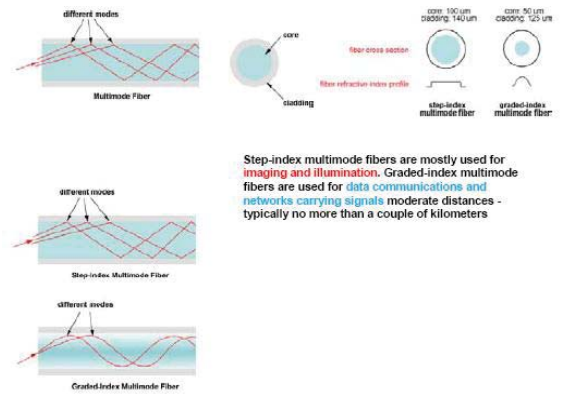 different modes
Multimode Fiber
core
cladding
core: 100 um
cladding: 140 um
core: 50 um
cladding: 125 um
fiber cross section
fiber refractive index profile
step-index
multimode fiber
graded-index
multimode fiber
Step-index multimode fibers are mostly used for
imaging and illumination. Graded-index multimode
fibers are used for data communications and
networks carrying signals moderate distances -
typically no more than a couple of kilometers
different modes
Step-Index Multimode Fiber
different modes
Graded-Index Multimode Fiber